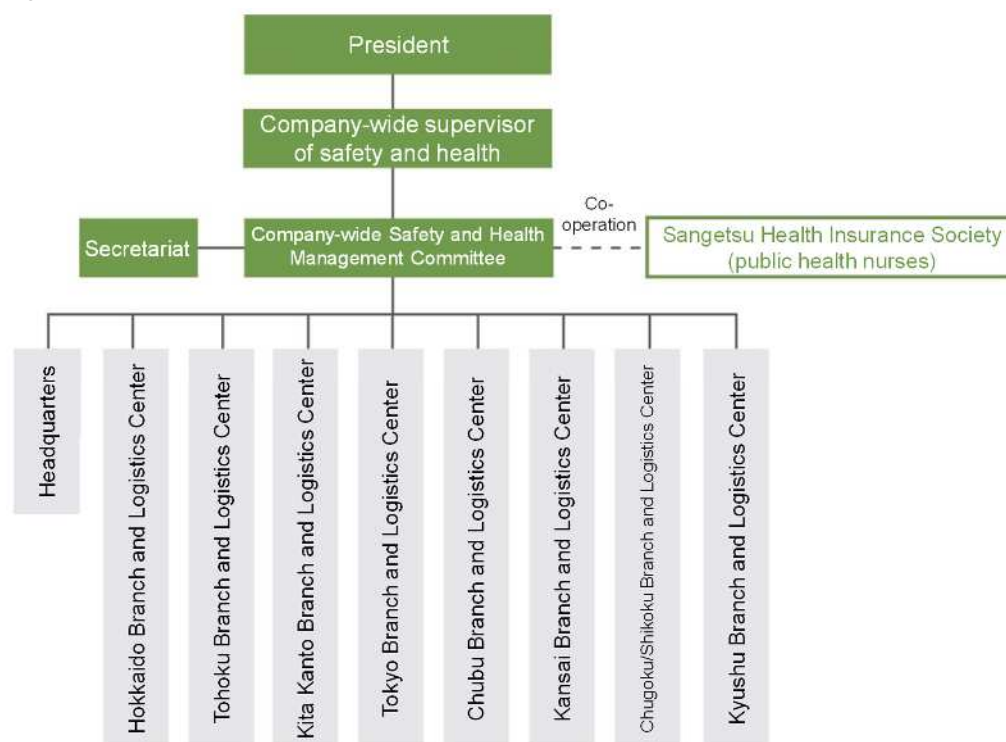 President
Company-wide supervisor
of safety and health
Co-
operation
Secretariat
Company-wide Safety and Health
Management Committee
Sangetsu Health Insurance Society
(public health nurses)
Headquarters
Hokkaido Branch and Logistics Center
Tohoku Branch and Logistics Center
Kita Kanto Branch and Logistics Center
Tokyo Branch and Logistics Center
Chubu Branch and Logistics Center
Kansai Branch and Logistics Center
Chugoku/Shikoku Branch and Logistics Center
Kyushu Branch and Logistics Center